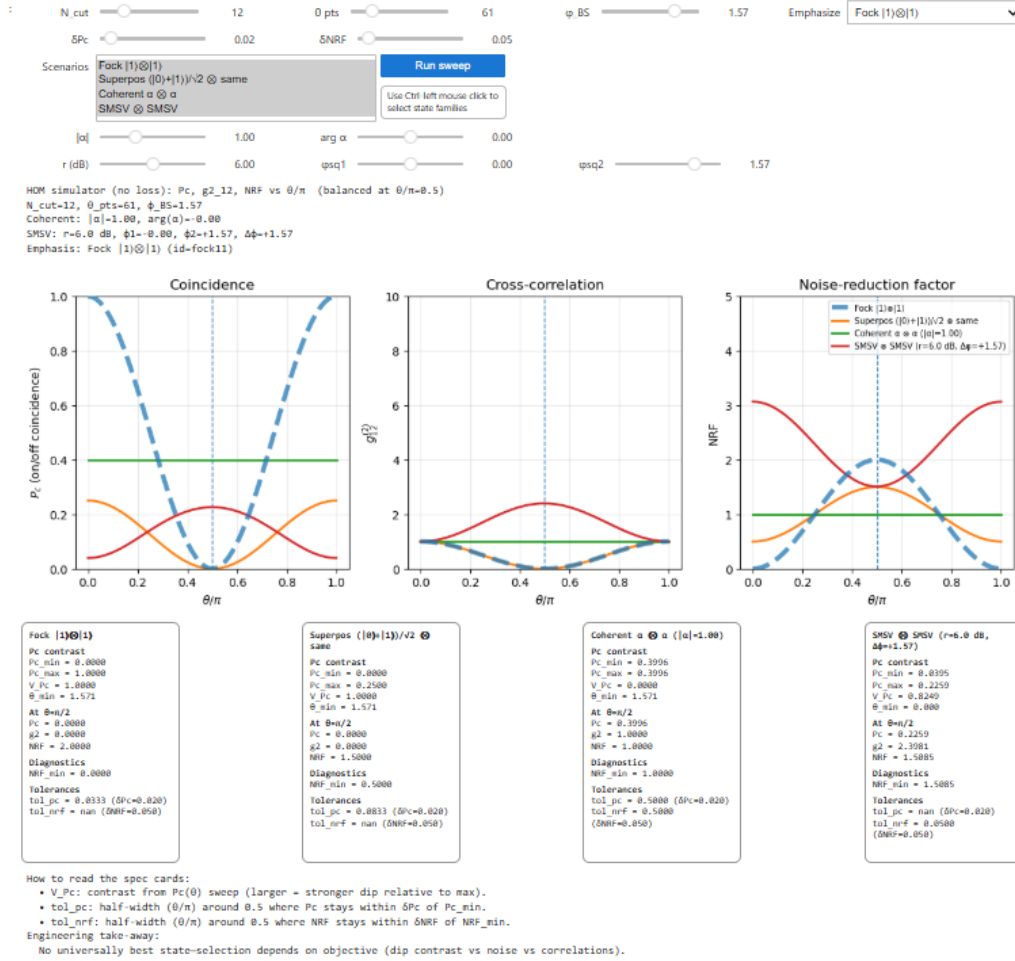 :
N_cut 12 θ pts 61 φ_BS 1.57 Emphasize Fock |1⟩⊗|1⟩
δPc 0.02 δNRF 0.05
Scenarios
Fock |1⟩⊗|1⟩
Superpos (|0⟩+|1⟩)/√2 ⊗ same
Coherent α ⊗ α
SMSV ⊗ SMSV
Run sweep
Use Ctrl-left mouse click to
select state families
|α| 1.00 arg α 0.00
r (dB) 6.00 φsq1 0.00 φsq2 1.57
HOM simulator (no loss): Pc, g2_12, NRF vs θ/π (balanced at θ/π=0.5)
N_cut=12, θ_pts=61, ϕ_BS=1.57
Coherent: |α|=1.00, arg(α)=-0.00
SMSV: r=6.0 dB, ϕ1=-0.00, ϕ2=+1.57, Δϕ=+1.57
Emphasis: Fock |1⟩⊗|1⟩ (id=fock11)
Coincidence
P_c (on/off coincidence)
1.0
0.8
0.6
0.4
0.2
0.0
0.0 0.2 0.4 0.6 0.8 1.0
θ/π
Cross-correlation
g_12^(2)
10
8
6
4
2
0
0.0 0.2 0.4 0.6 0.8 1.0
θ/π
Noise-reduction factor
NRF
5
4
3
2
1
0
0.0 0.2 0.4 0.6 0.8 1.0
θ/π
Fock |1⟩⊗|1⟩
Superpos (|0⟩+|1⟩)/√2 ⊗ same
Coherent α ⊗ α (|α|=1.00)
SMSV ⊗ SMSV (r=6.0 dB, Δφ=+1.57)
Fock |1⟩⊗|1⟩
Pc contrast
Pc_min = 0.0000
Pc_max = 1.0000
V_Pc = 1.0000
θ_min = 1.571
At θ=π/2
Pc = 0.0000
g2 = 0.0000
NRF = 2.0000
Diagnostics
NRF_min = 0.0000
Tolerances
tol_pc = 0.0333 (δPc=0.020)
tol_nrf = nan (δNRF=0.050)
Superpos (|0⟩+|1⟩)/√2 ⊗
same
Pc contrast
Pc_min = 0.0000
Pc_max = 0.2500
V_Pc = 1.0000
θ_min = 1.571
At θ=π/2
Pc = 0.0000
g2 = 0.0000
NRF = 1.5000
Diagnostics
NRF_min = 0.5000
Tolerances
tol_pc = 0.0833 (δPc=0.020)
tol_nrf = nan (δNRF=0.050)
Coherent α ⊗ α (|α|=1.00)
Pc contrast
Pc_min = 0.3996
Pc_max = 0.3996
V_Pc = 0.0000
θ_min = 1.571
At θ=π/2
Pc = 0.3996
g2 = 1.0000
NRF = 1.0000
Diagnostics
NRF_min = 1.0000
Tolerances
tol_pc = 0.5000 (δPc=0.020)
tol_nrf = 0.5000
(δNRF=0.050)
SMSV ⊗ SMSV (r=6.0 dB,
Δϕ=+1.57)
Pc contrast
Pc_min = 0.0395
Pc_max = 0.2259
V_Pc = 0.8249
θ_min = 0.000
At θ=π/2
Pc = 0.2259
g2 = 2.3981
NRF = 1.5085
Diagnostics
NRF_min = 1.5085
Tolerances
tol_pc = nan (δPc=0.020)
tol_nrf = 0.0500
(δNRF=0.050)
How to read the spec cards:
• V_Pc: contrast from Pc(θ) sweep (larger = stronger dip relative to max).
• tol_pc: half-width (θ/π) around 0.5 where Pc stays within δPc of Pc_min.
• tol_nrf: half-width (θ/π) around 0.5 where NRF stays within δNRF of NRF_min.
Engineering take-away:
No universally best state—selection depends on objective (dip contrast vs noise vs correlations).